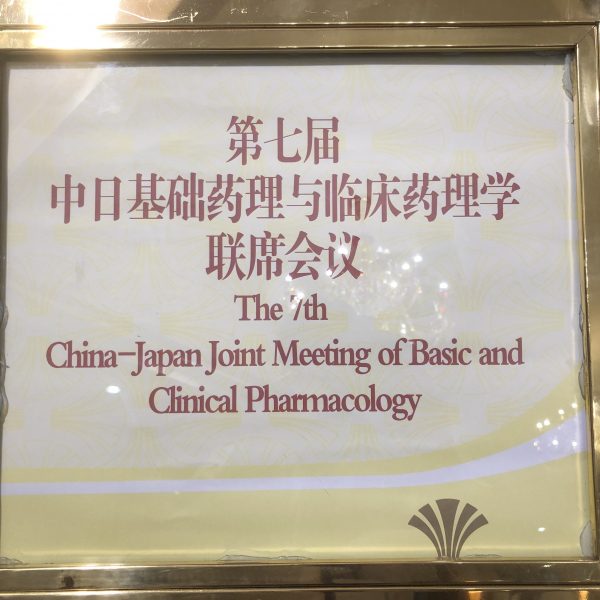 第七届
中日基础药理与临床药理学
联席会议
The 7th
China-Japan Joint Meeting of Basic and
Clinical Pharmacology